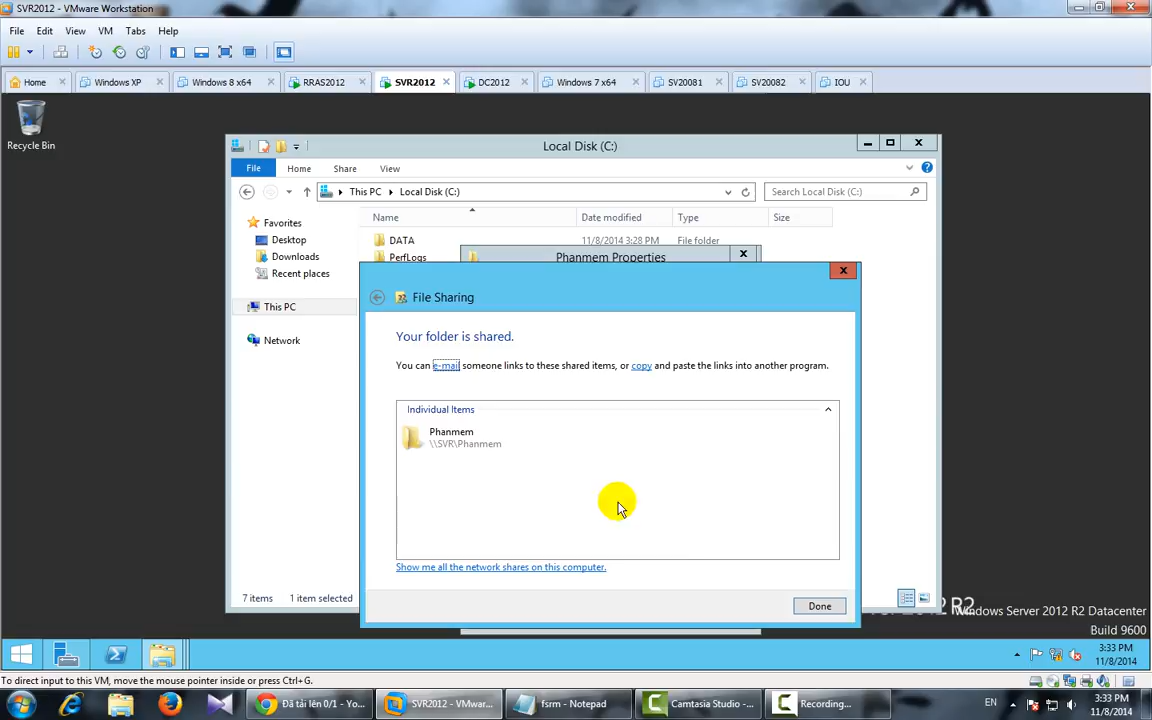 SVR2012 - VMware Workstation
File Edit View VM Tabs Help
Home Windows XP Windows 8 x64 RRAS2012 SVR2012 DC2012 Windows 7 x64 SV20081 SV20082 IOU
Recycle Bin
Local Disk (C:)
File Home Share View
This PC Local Disk (C:) Search Local Disk (C:)
Favorites
Desktop
Downloads
Recent places
This PC
Network
Name Date modified Type Size
DATA 11/8/2014 3:28 PM File folder
PerfLogs
Phanmem Properties
File Sharing
Your folder is shared.
You can e-mail someone links to these shared items, or copy and paste the links into another program.
Individual Items
Phanmem
\\SVR\Phanmem
Show me all the network shares on this computer.
Done
7 items 1 item selected
Windows Server 2012 R2 Datacenter
Build 9600
3:33 PM
11/8/2014
To direct input to this VM, move the mouse pointer inside or press Ctrl+G.
Đã tải lên 0/1 - Yo... SVR2012 - VMwar... fsrm - Notepad Camtasia Studio - ... Recording... EN
3:33 PM
11/8/2014